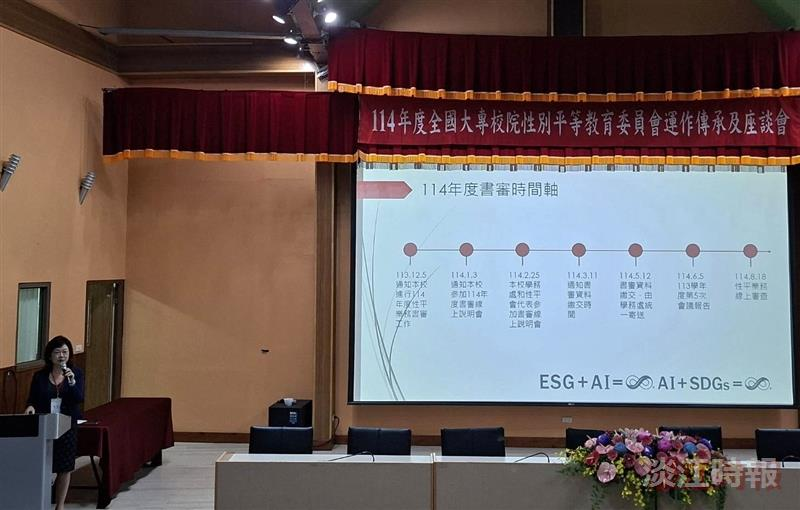 114年度全國大專校院性別平等教育委員會運作傳承及座談會
114年度書審時間軸
113.12.5
通知本校
進行114
年度性平
業務書審
工作
114.1.3
通知本校
參加114年
度書審線
上說明會
114.2.25
本校學務
處和性平
會代表參
加書審線
上說明會
114.3.11
通知書
審資料
繳交時
間
114.5.12
書審資料
繳交，由
學務處統
一寄送
114.6.5
113學年
度第5次
會議報告
114.8.18
性平業務
線上審查
ESG+AI=∞. AI+SDGs=∞.
淡江時報